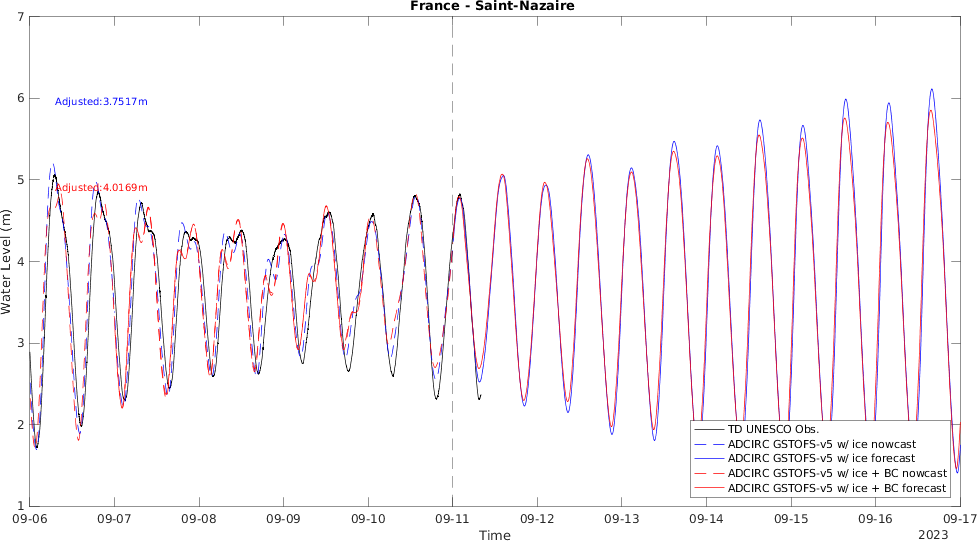 France - Saint-Nazaire
7
6
5
4
3
2
1
Water Level (m)
Adjusted:3.7517m
Adjusted:4.0169m
TD UNESCO Obs.
ADCIRC GSTOFS-v5 w/ ice nowcast
ADCIRC GSTOFS-v5 w/ ice forecast
ADCIRC GSTOFS-v5 w/ ice + BC nowcast
ADCIRC GSTOFS-v5 w/ ice + BC forecast
09-06 09-07 09-08 09-09 09-10 09-11 09-12 09-13 09-14 09-15 09-16 09-17
Time
2023